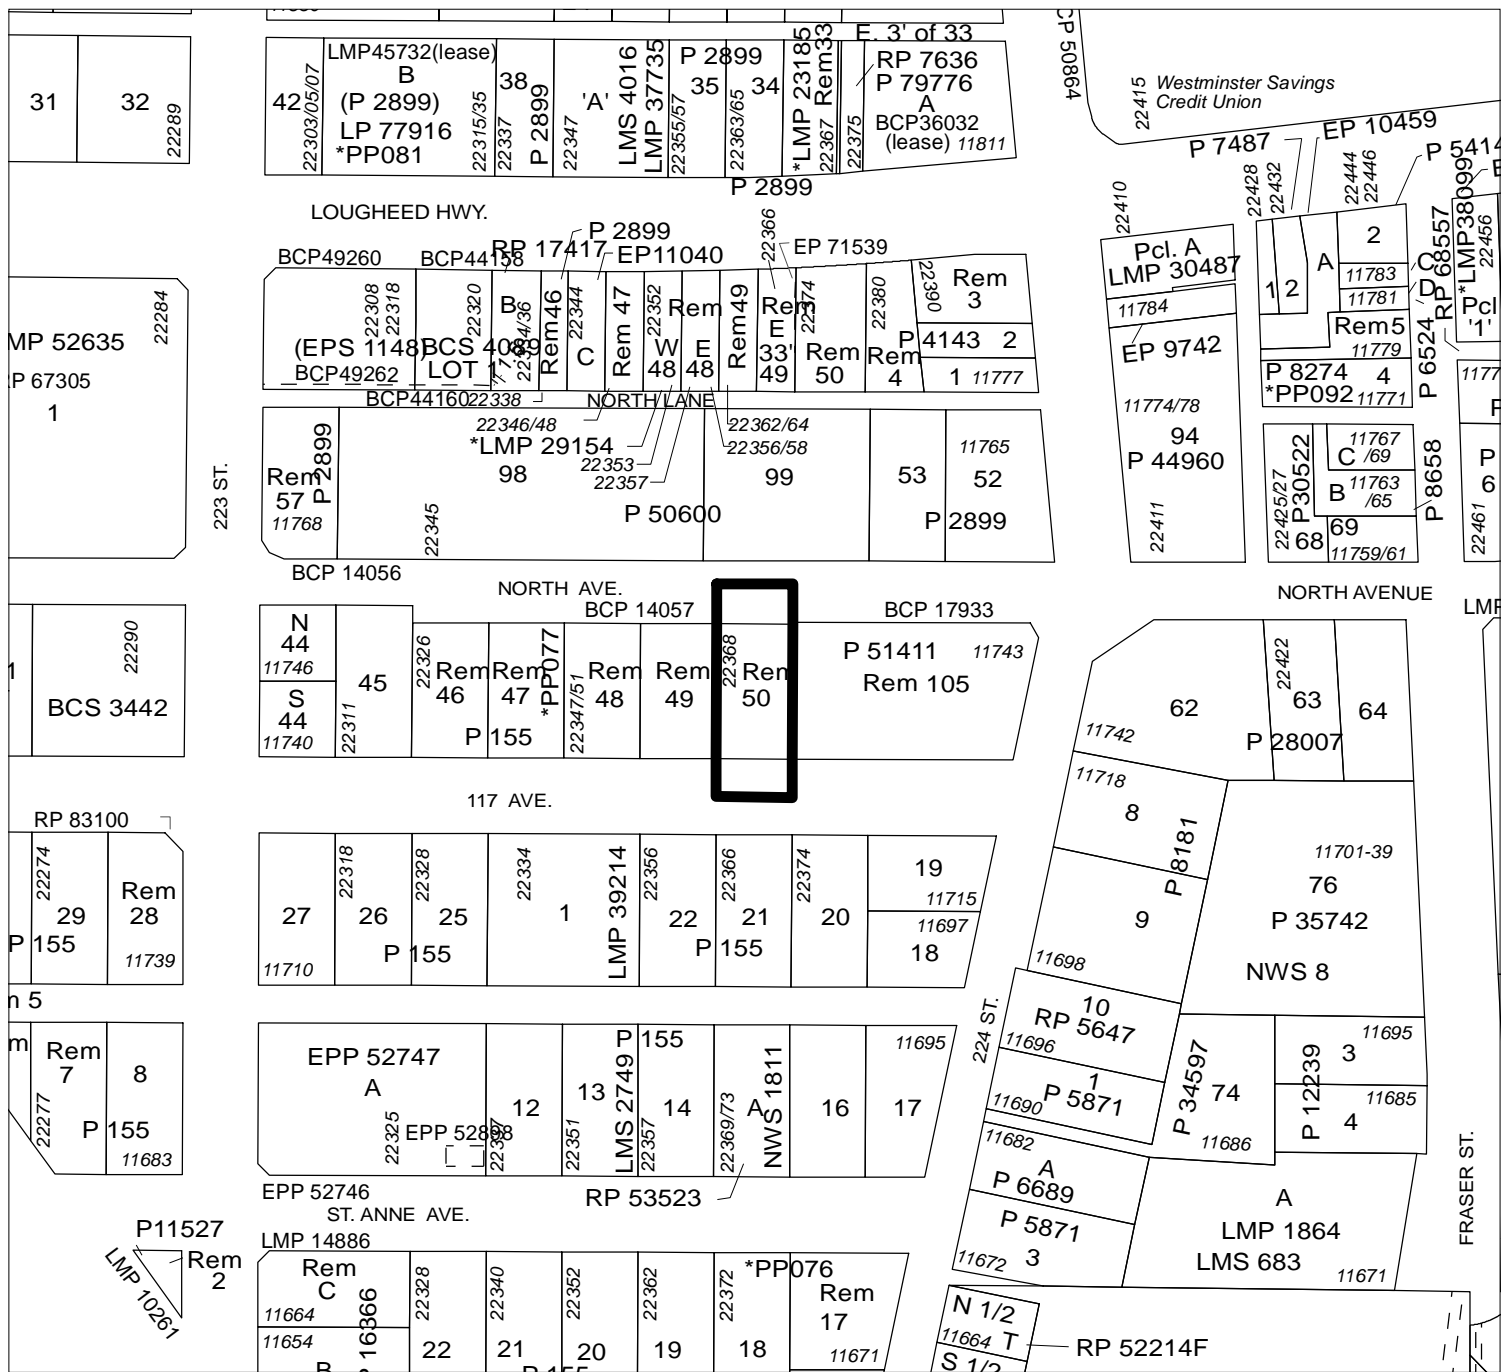 31
32
22289
42
22303/05/07
LMP45732(lease)
B
(P 2899)
LP 77916
*PP081
22315/35
38
22337
P 2899
22347
'A'
LMS 4016
LMP 37735
P 2899
35
22355/57
34
22363/65
*LMP 23185
Rem33
22367
22375
E. 3' of 33
RP 7636
P 79776
A
BCP36032
(lease) 11811
P 2899
CP 50864
22415
Westminster Savings
Credit Union
P 7487
EP 10459
P 5414
22410
22428
22432
22444
22446
LOUGHEED HWY.
P 2899
RP 17417
EP11040
22366
EP 71539
BCP49260
BCP44158
22284
MP 52635
RP 67305
1
22308
22318
(EPS 1148)
BCP49262
22320
BCS 4089
LOT 1
B
22334/36
Rem46
22344
C
Rem 47
22352
Rem
W
48
E
48
Rem49
Rem
E
33'
49
22374
Rem
50
22380
Rem
4
22390
Rem
3
P 4143 2
1 11777
Pcl. A
LMP 30487
11784
EP 9742
1
2
A
2
11783
11781
C
D
Rem5
11779
P 8274
4
*PP092
11771
P 6524
RP 68557
*LMP38099
22456
Pcl
'1'
BCP44160
22338
NORTH LANE
22346/48
*LMP 29154
98
22353
22357
22362/64
22356/58
99
P 50600
22345
Rem
57
11768
P 2899
53
11765
52
P 2899
11774/78
94
P 44960
22411
22425/27
P30522
68
C
11767
/69
B
11763
/65
69
11759/61
P 8658
P
6
22461
223 ST.
BCP 14056
NORTH AVE.
BCP 14057
BCP 17933
NORTH AVENUE
22290
BCS 3442
N
44
11746
S
44
11740
45
22311
22326
Rem
46
Rem
47
P 155
*PP077
22347/51
Rem
48
Rem
49
22368
Rem
50
P 51411
11743
Rem 105
62
11742
22422
63
64
P 28007
117 AVE.
RP 83100
22274
29
P 155
Rem
28
11739
27
11710
22318
26
22328
25
P 155
22334
1
LMP 39214
22356
22
22366
21
P 155
22374
20
19
11715
11697
18
11718
8
P 8181
9
11698
11701-39
76
P 35742
NWS 8
m 5
Rem
7
22277
8
P 155
11683
EPP 52747
A
22325
EPP 52898
12
13
22351
LMS 2749
P 155
14
22357
A
22369/73
NWS 1811
16
17
11695
224 ST.
10
RP 5647
11696
1
P 5871
11690
P 34597
74
11686
3
11695
P 12239
4
11685
11682
A
P 6689
P 5871
3
11672
A
LMP 1864
LMS 683
11671
FRASER ST.
EPP 52746
RP 53523
ST. ANNE AVE.
LMP 14886
P11527
Rem
2
LMP 10261
Rem
C
11664
11654
B
16366
22328
22
22340
21
P 155
22352
20
22362
19
22372
18
*PP076
Rem
17
11671
N 1/2
11664 T
S 1/2
RP 52214F